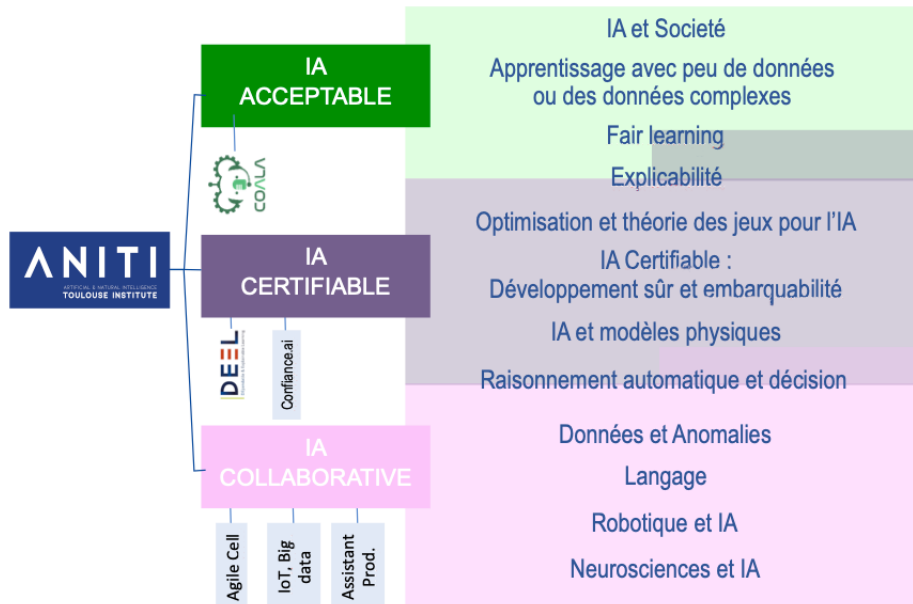 ANITI
ARTIFICIAL & NATURAL INTELLIGENCE
TOULOUSE INSTITUTE
IA
ACCEPTABLE
COALA
IA
CERTIFIABLE
DEEL
Confiance.ai
IA
COLLABORATIVE
Agile Cell
IoT, Big
data
Assistant
Prod.
IA et Societé
Apprentissage avec peu de données
ou des données complexes
Fair learning
Explicabilité
Optimisation et théorie des jeux pour l'IA
IA Certifiable :
Développement sûr et embarquabilité
IA et modèles physiques
Raisonnement automatique et décision
Données et Anomalies
Langage
Robotique et IA
Neurosciences et IA